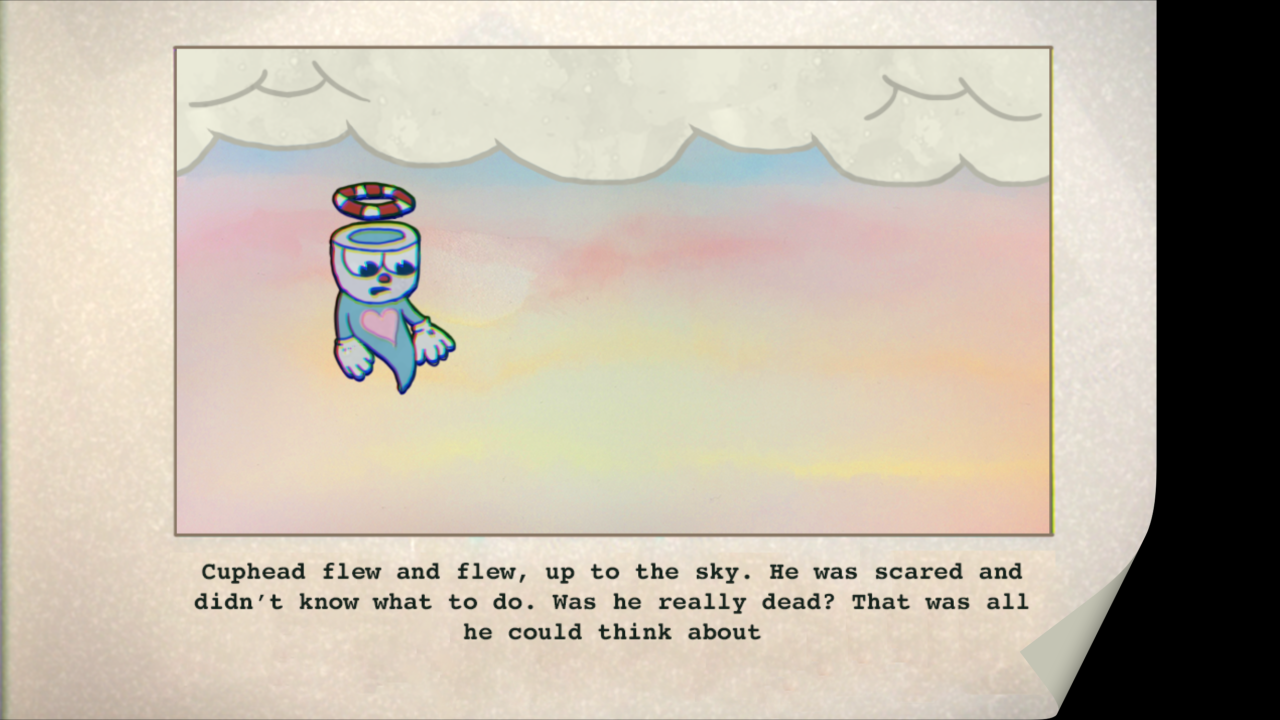 Cuphead flew and flew, up to the sky. He was scared and
didn’t know what to do. Was he really dead? That was all
he could think about